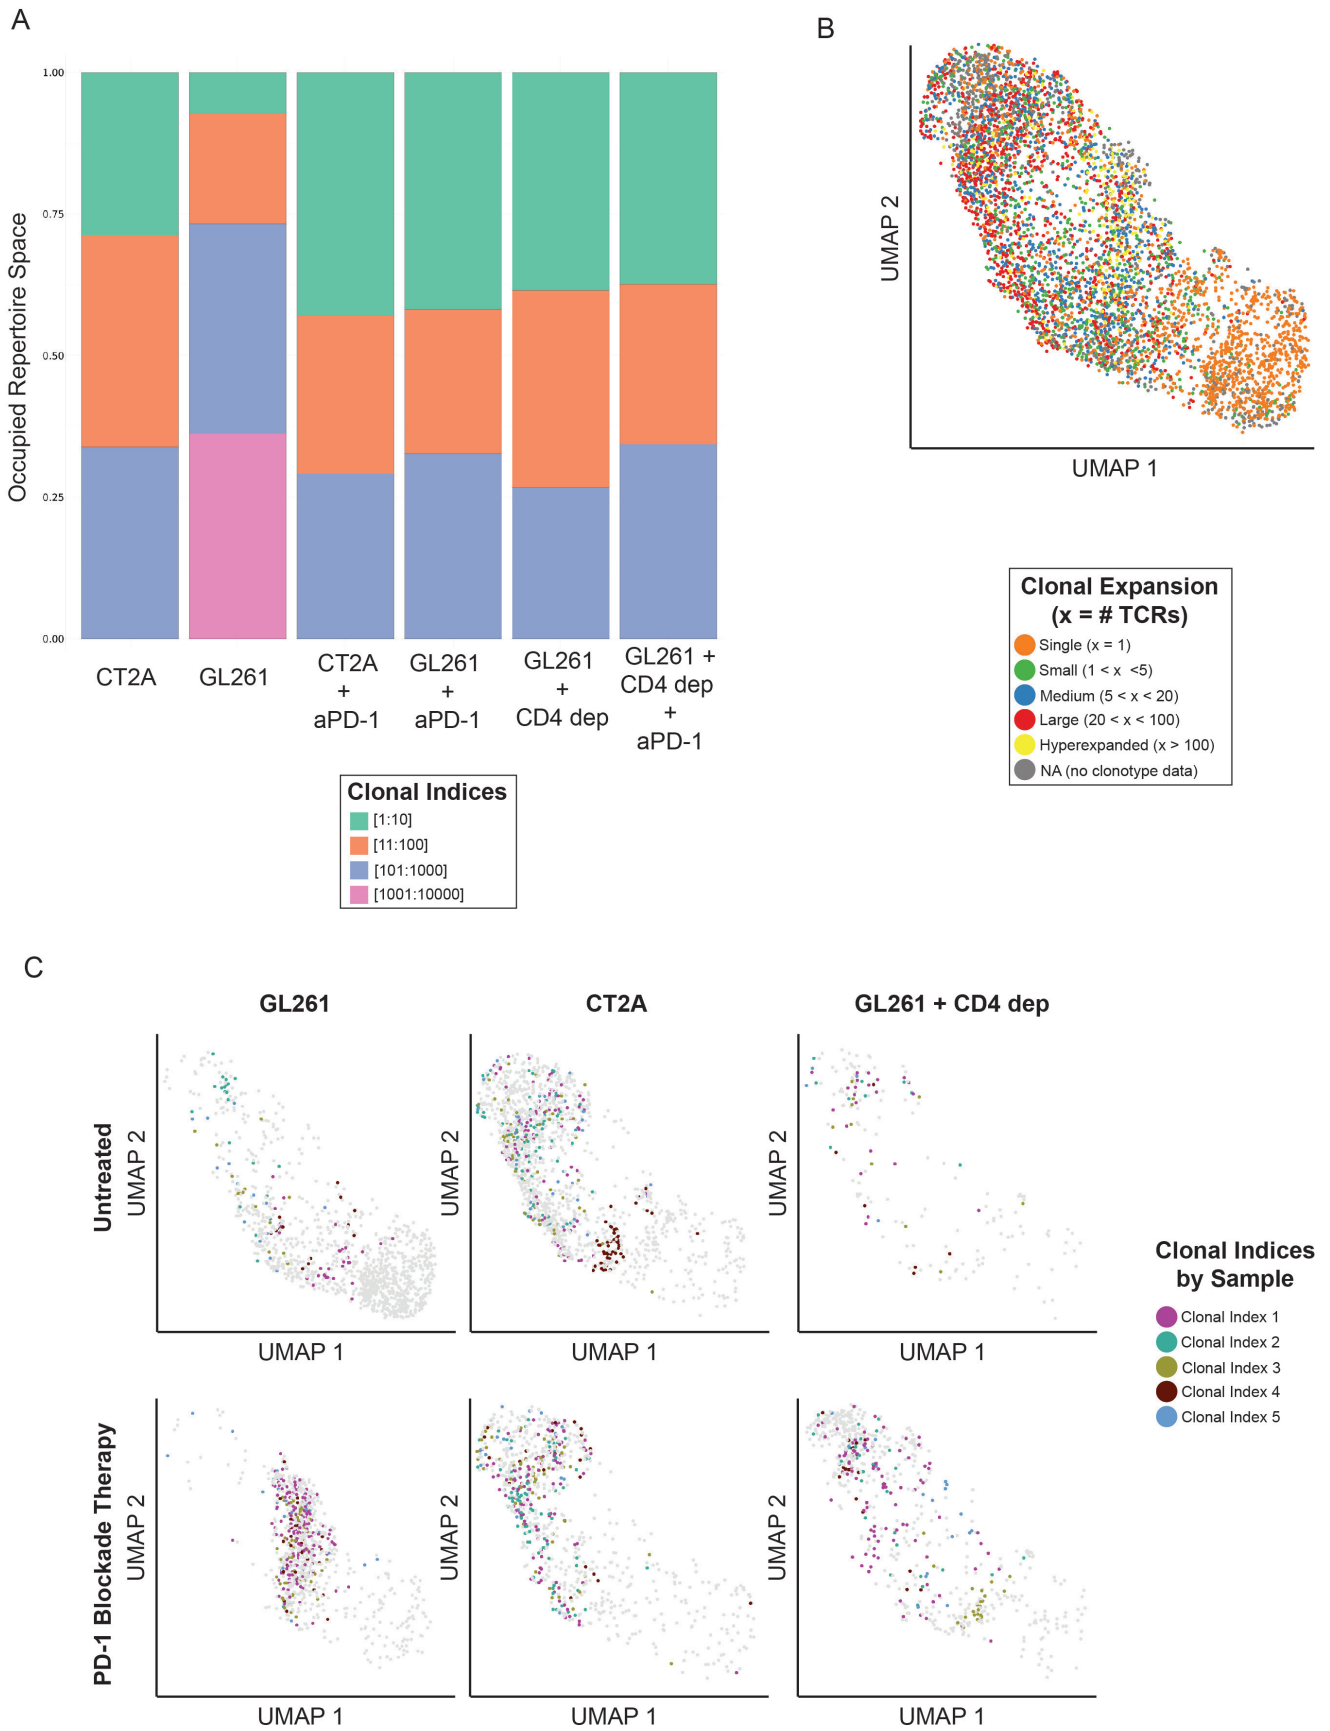 A
Occupied Repertoire Space
1.00
0.75
0.50
0.25
0.00
CT2A
GL261
CT2A
+
aPD-1
GL261
+
aPD-1
GL261
+
CD4 dep
GL261 +
CD4 dep
+
aPD-1
Clonal Indices
[1:10]
[11:100]
[101:1000]
[1001:10000]
B
UMAP 2
UMAP 1
Clonal Expansion
(x = # TCRs)
Single (x = 1)
Small (1 < x <5)
Medium (5 < x < 20)
Large (20 < x < 100)
Hyperexpanded (x > 100)
NA (no clonotype data)
C
GL261
CT2A
GL261 + CD4 dep
Untreated
UMAP 2
UMAP 2
UMAP 2
UMAP 1
UMAP 1
UMAP 1
PD-1 Blockade Therapy
UMAP 2
UMAP 2
UMAP 2
UMAP 1
UMAP 1
UMAP 1
Clonal Indices
by Sample
Clonal Index 1
Clonal Index 2
Clonal Index 3
Clonal Index 4
Clonal Index 5